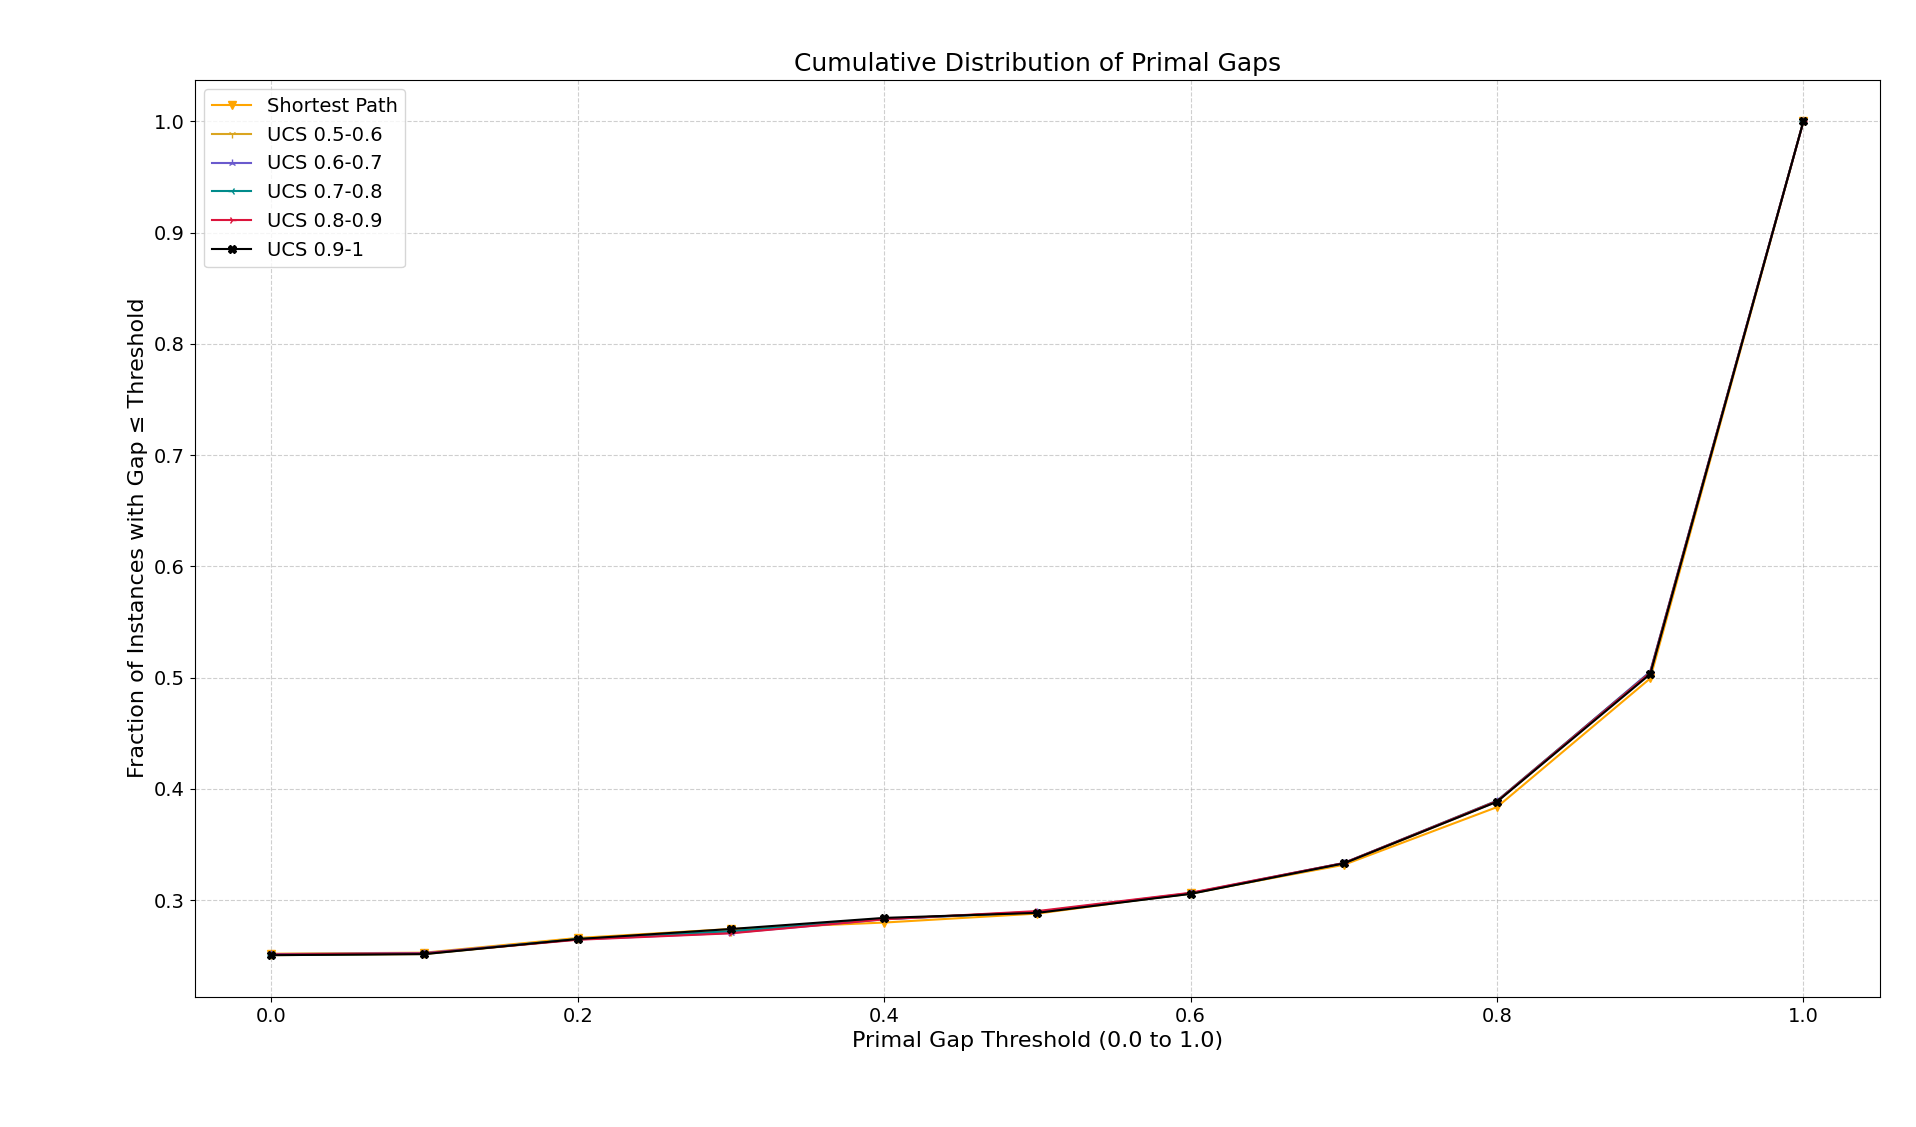 Cumulative Distribution of Primal Gaps
Shortest Path
UCS 0.5-0.6
UCS 0.6-0.7
UCS 0.7-0.8
UCS 0.8-0.9
UCS 0.9-1
Fraction of Instances with Gap ≤ Threshold
1.0
0.9
0.8
0.7
0.6
0.5
0.4
0.3
0.0 0.2 0.4 0.6 0.8 1.0
Primal Gap Threshold (0.0 to 1.0)